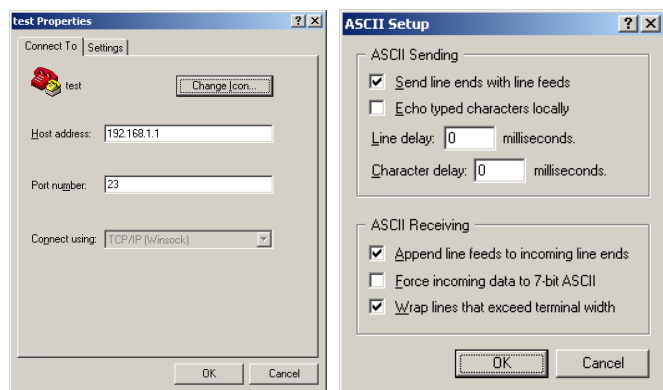 test Properties
Connect To
Settings
test
Change Icon...
Host address:
192.168.1.1
Port number:
23
Connect using:
TCP/IP (Winsock)
OK
Cancel
ASCII Setup
ASCII Sending
Send line ends with line feeds
Echo typed characters locally
Line delay: 0 milliseconds.
Character delay: 0 milliseconds.
ASCII Receiving
Append line feeds to incoming line ends
Force incoming data to 7-bit ASCII
Wrap lines that exceed terminal width
OK
Cancel